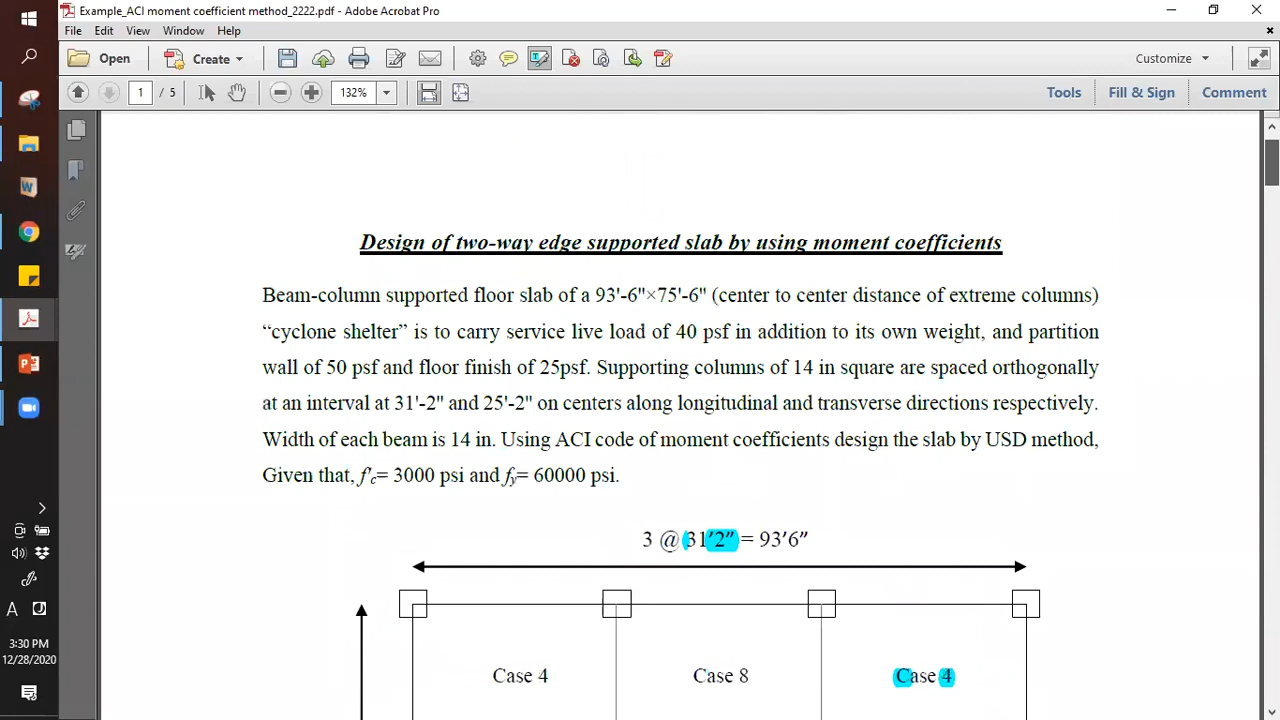 Example_ACI moment coefficient method_2222.pdf - Adobe Acrobat Pro
File Edit View Window Help
Open Create Customize
1 / 5 132% Tools Fill & Sign Comment
Design of two-way edge supported slab by using moment coefficients
Beam-column supported floor slab of a 93'-6"×75'-6" (center to center distance of extreme columns)
“cyclone shelter” is to carry service live load of 40 psf in addition to its own weight, and partition
wall of 50 psf and floor finish of 25psf. Supporting columns of 14 in square are spaced orthogonally
at an interval at 31'-2" and 25'-2" on centers along longitudinal and transverse directions respectively.
Width of each beam is 14 in. Using ACI code of moment coefficients design the slab by USD method,
Given that, f'c= 3000 psi and fy= 60000 psi.
3 @ 31′2″ = 93′6″
Case 4 Case 8 Case 4
A
3:30 PM
12/28/2020